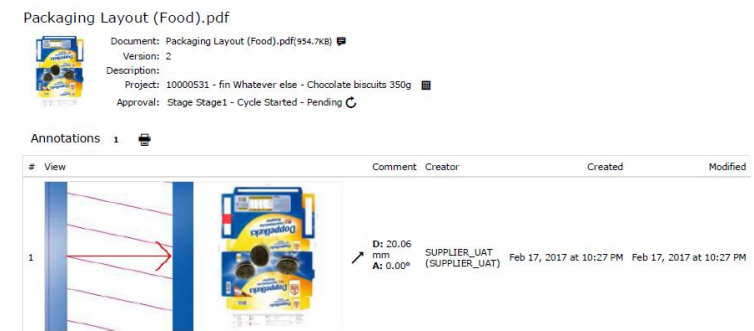 Packaging Layout (Food).pdf
Document: Packaging Layout (Food).pdf(954.7KB)
Version: 2
Description:
Project: 10000531 - fin Whatever else - Chocolate biscuits 350g
Approval: Stage Stage1 - Cycle Started - Pending
Annotations 1
# View Comment Creator Created Modified
Doppelkeks
1 D: 20.06 mm A: 0.00° SUPPLIER_UAT (SUPPLIER_UAT) Feb 17, 2017 at 10:27 PM Feb 17, 2017 at 10:27 PM
Doppelkeks